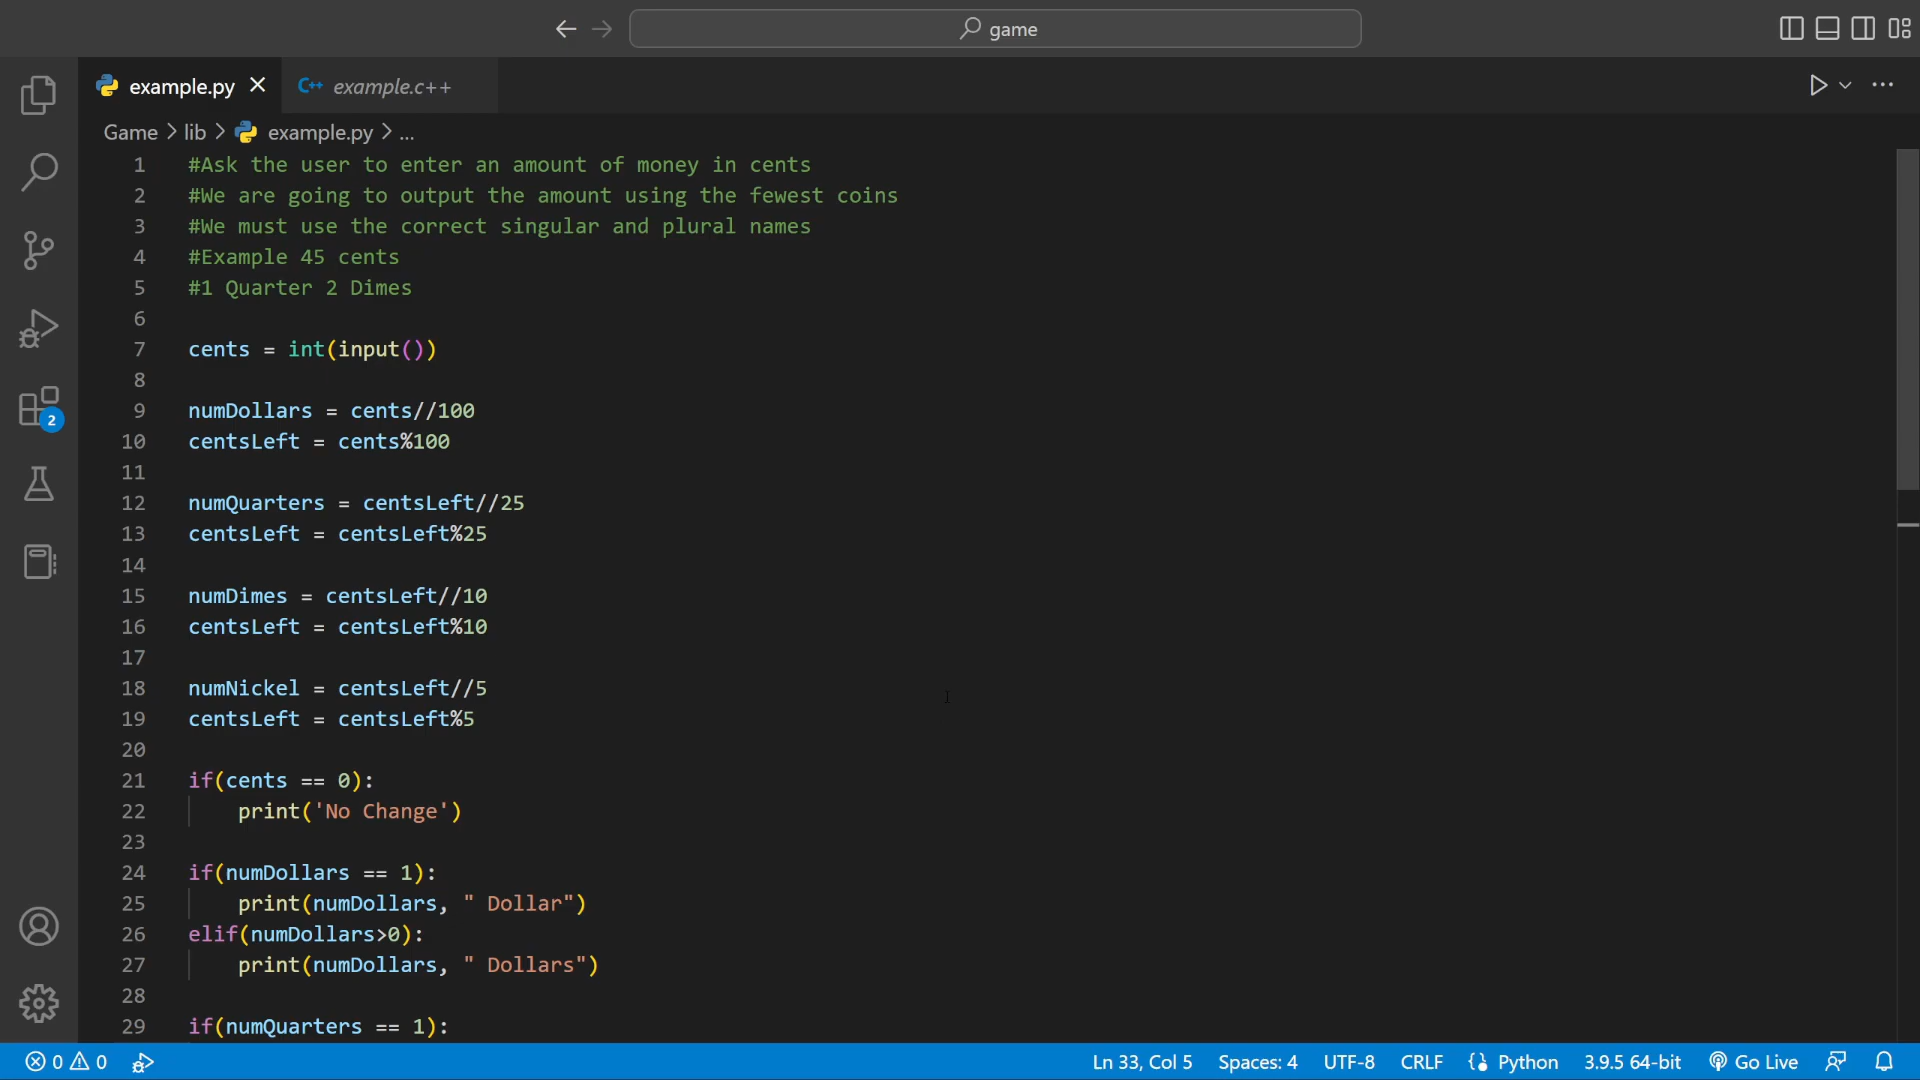 game
example.py
C++ example.c++
Game > lib > example.py > ...
1 #Ask the user to enter an amount of money in cents
2 #We are going to output the amount using the fewest coins
3 #We must use the correct singular and plural names
4 #Example 45 cents
5 #1 Quarter 2 Dimes
6
7 cents = int(input())
8
9 numDollars = cents//100
10 centsLeft = cents%100
11
12 numQuarters = centsLeft//25
13 centsLeft = centsLeft%25
14
15 numDimes = centsLeft//10
16 centsLeft = centsLeft%10
17
18 numNickel = centsLeft//5
19 centsLeft = centsLeft%5
20
21 if(cents == 0):
22     print('No Change')
23
24 if(numDollars == 1):
25     print(numDollars, " Dollar")
26 elif(numDollars>0):
27     print(numDollars, " Dollars")
28
29 if(numQuarters == 1):
2
0 0 Ln 33, Col 5 Spaces: 4 UTF-8 CRLF {} Python 3.9.5 64-bit Go Live